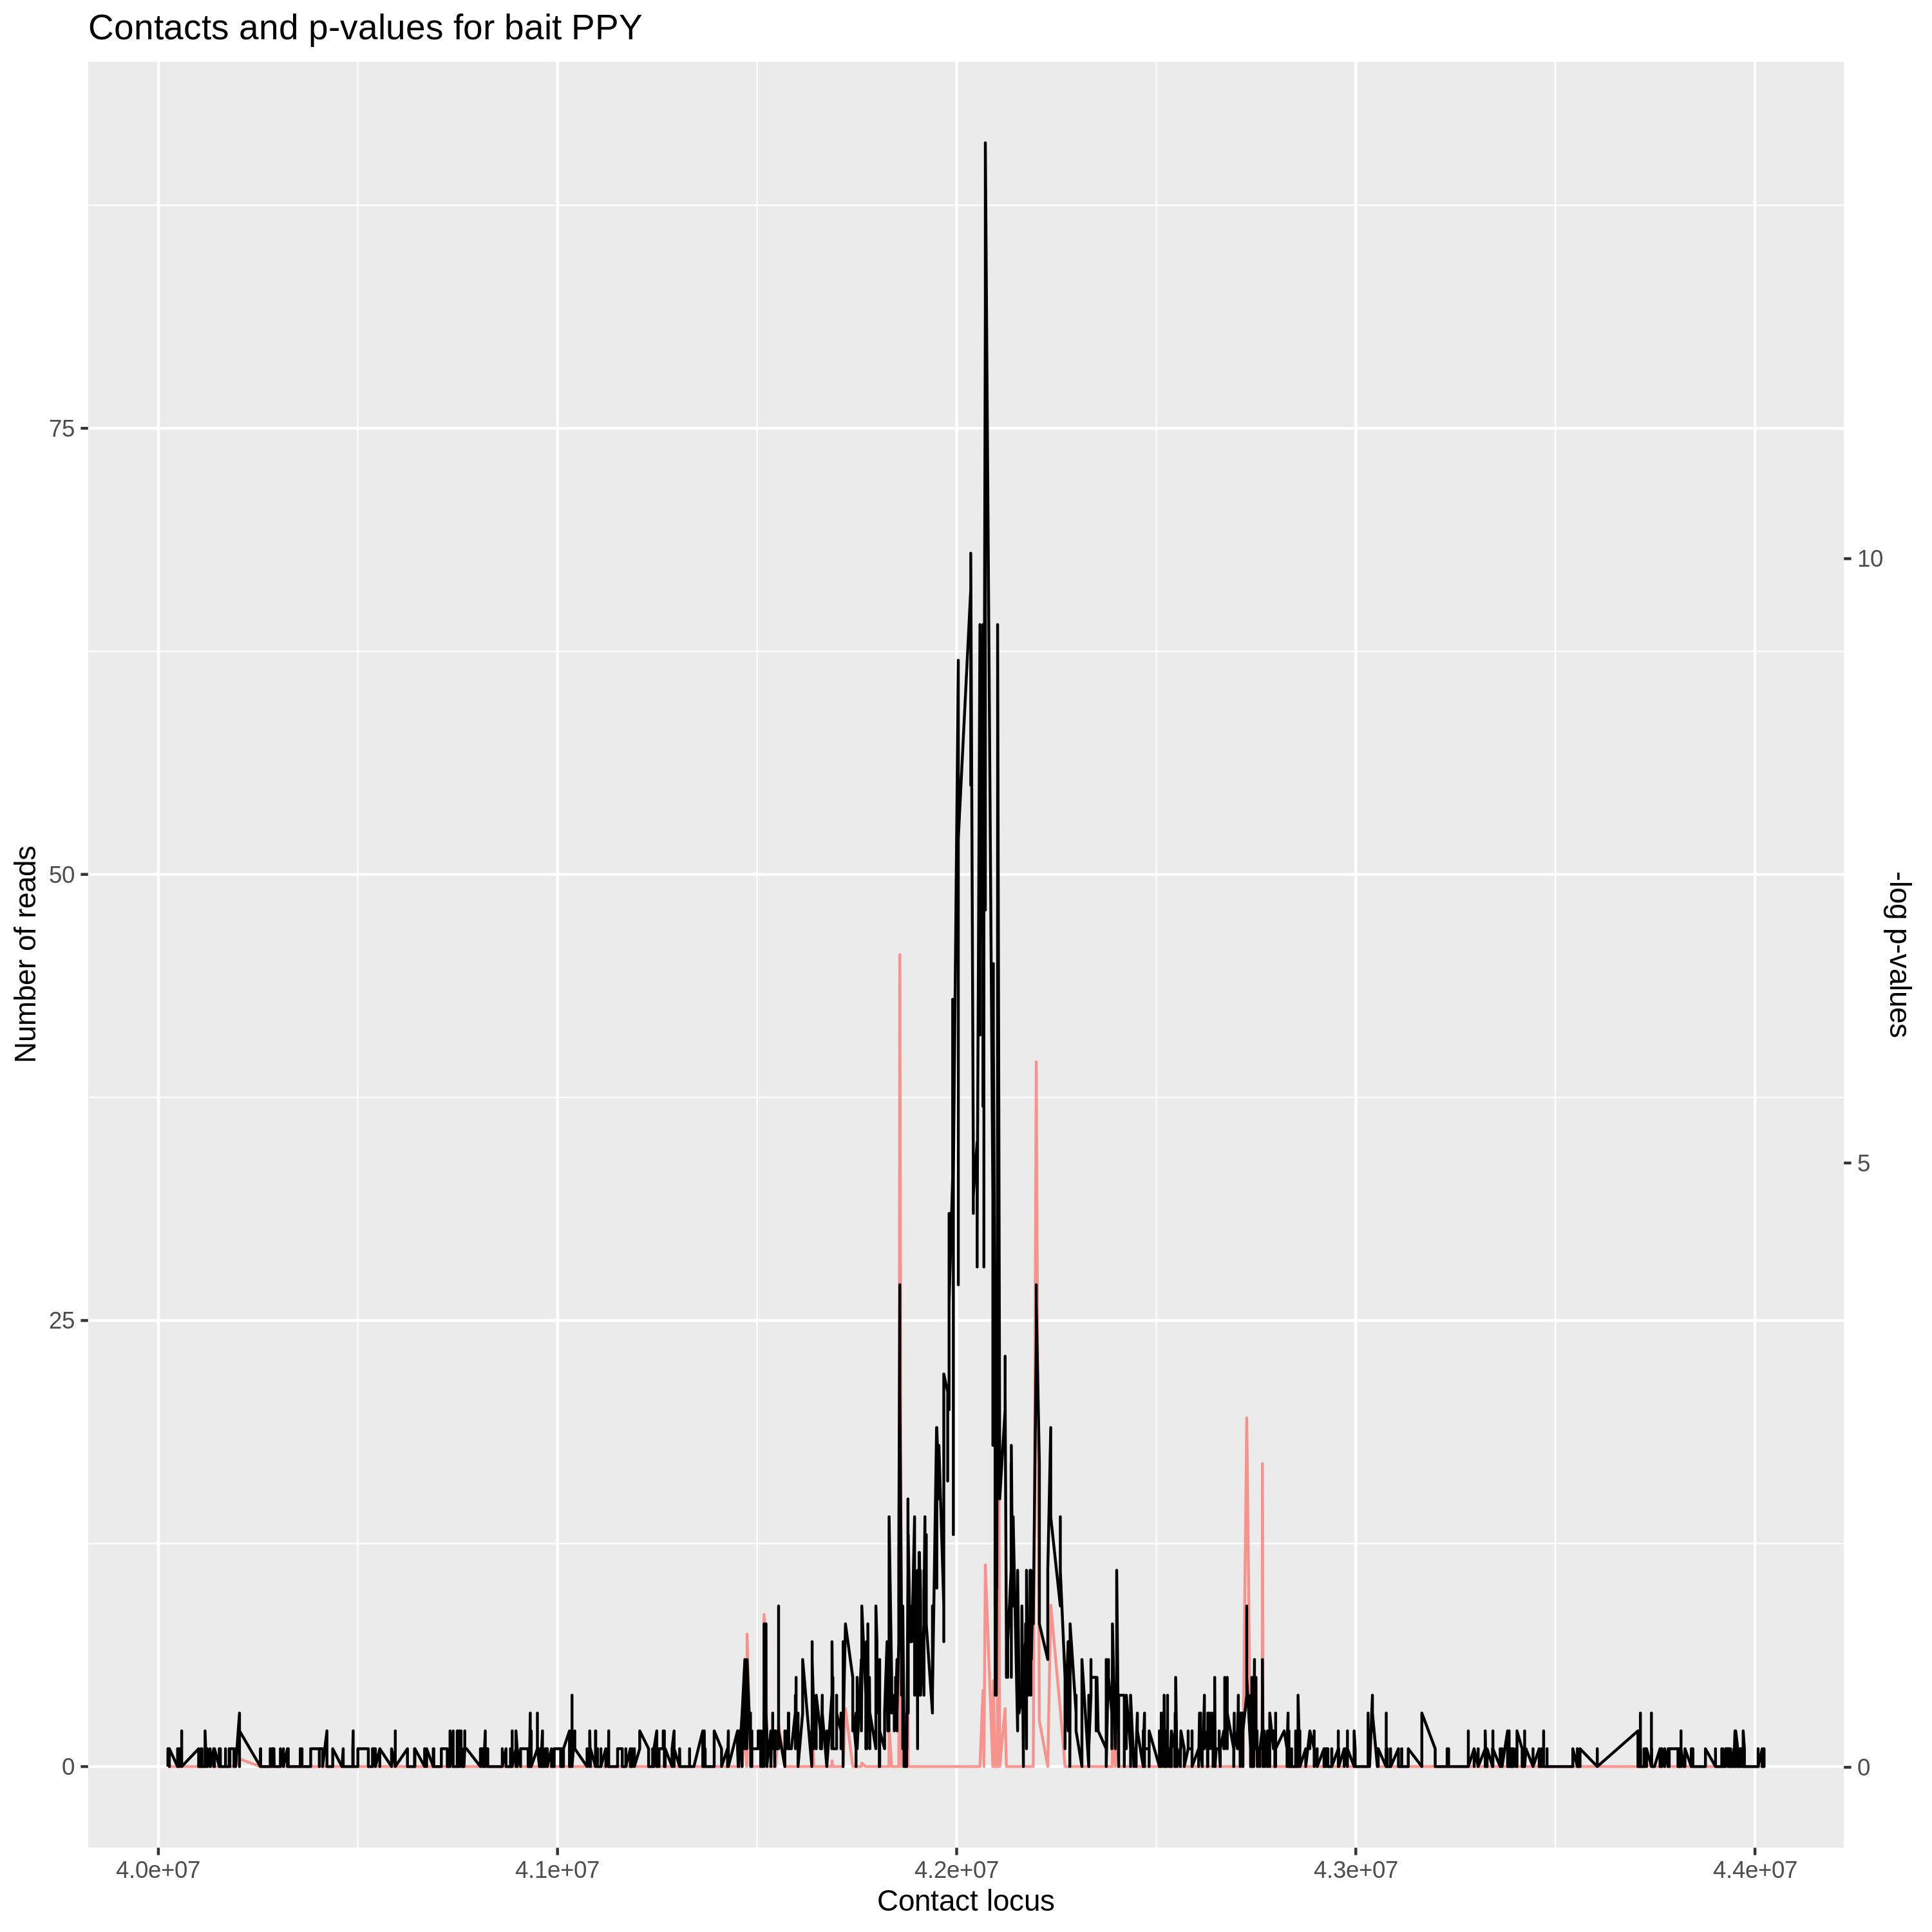 Contacts and p-values for bait PPY
75
50
25
0
Number of reads
10
5
0
-log p-values
4.0e+07
4.1e+07
4.2e+07
4.3e+07
4.4e+07
Contact locus